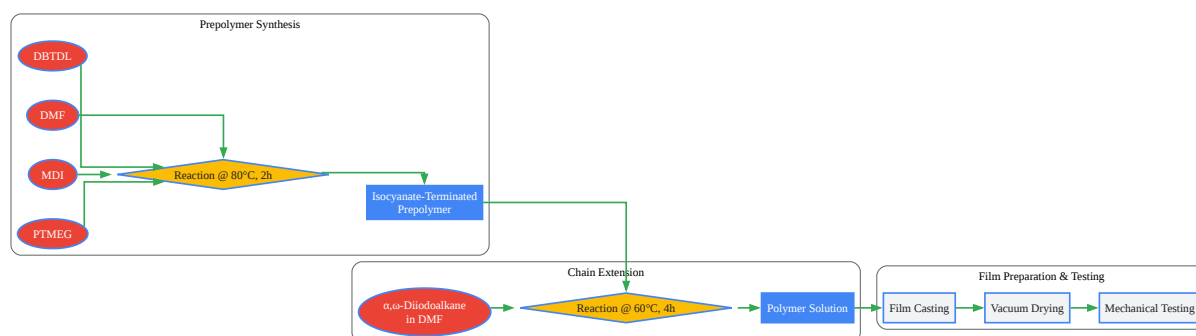 Prepolymer Synthesis
DBTDL
DMF
MDI
PTMEG
Reaction @ 80°C, 2h
Isocyanate-Terminated
Prepolymer
Chain Extension
α,ω-Diiodoalkane
in DMF
Reaction @ 60°C, 4h
Polymer Solution
Film Preparation & Testing
Film Casting
Vacuum Drying
Mechanical Testing